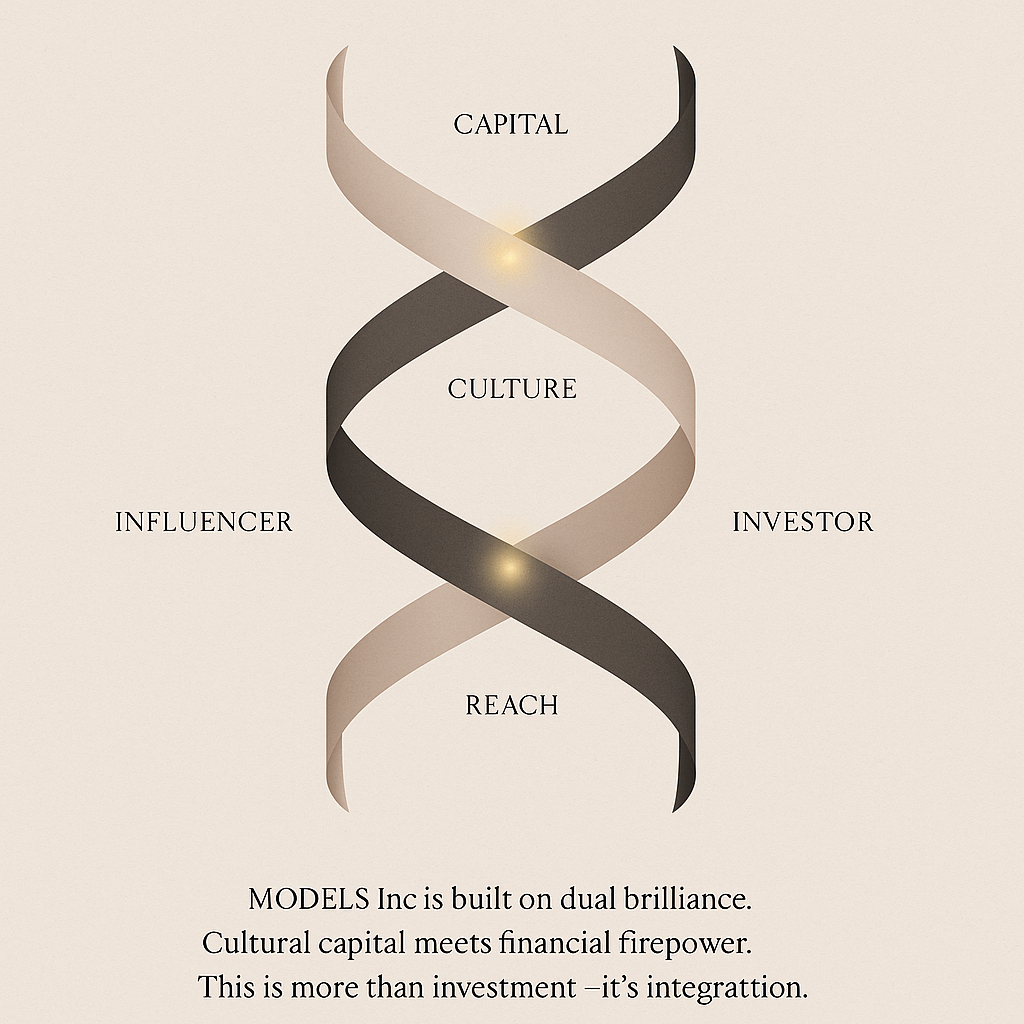 CAPITAL
CULTURE
INFLUENCER
INVESTOR
REACH
MODELS Inc is built on dual brilliance.
Cultural capital meets financial firepower.
This is more than investment –it’s integrattion.